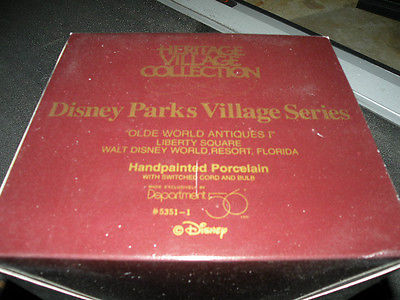 HERITAGE
VILLAGE
COLLECTION
Disney Parks Village Series
"OLDE WORLD ANTIQUES I"
LIBERTY SQUARE
WALT DISNEY WORLD, RESORT, FLORIDA
Handpainted Porcelain
WITH SWITCHED CORD AND BULB
MADE EXCLUSIVELY BY
Department 56
#5351-1
© Disney